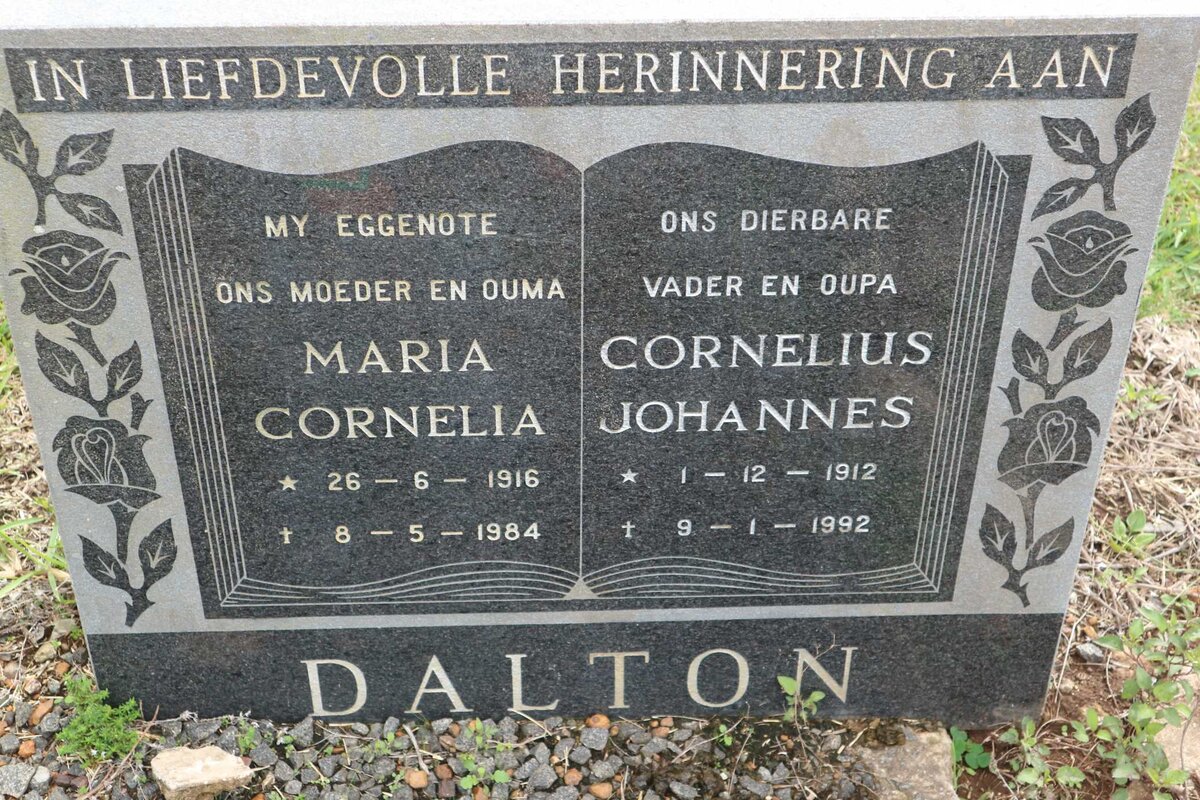 IN LIEFDEVOLLE HERINNERING AAN
MY EGGENOTE
ONS MOEDER EN OUMA
MARIA
CORNELIA
★ 26 – 6 – 1916
† 8 – 5 – 1984
ONS DIERBARE
VADER EN OUPA
CORNELIUS
JOHANNES
★ 1 – 12 – 1912
† 9 – 1 – 1992
DALTON